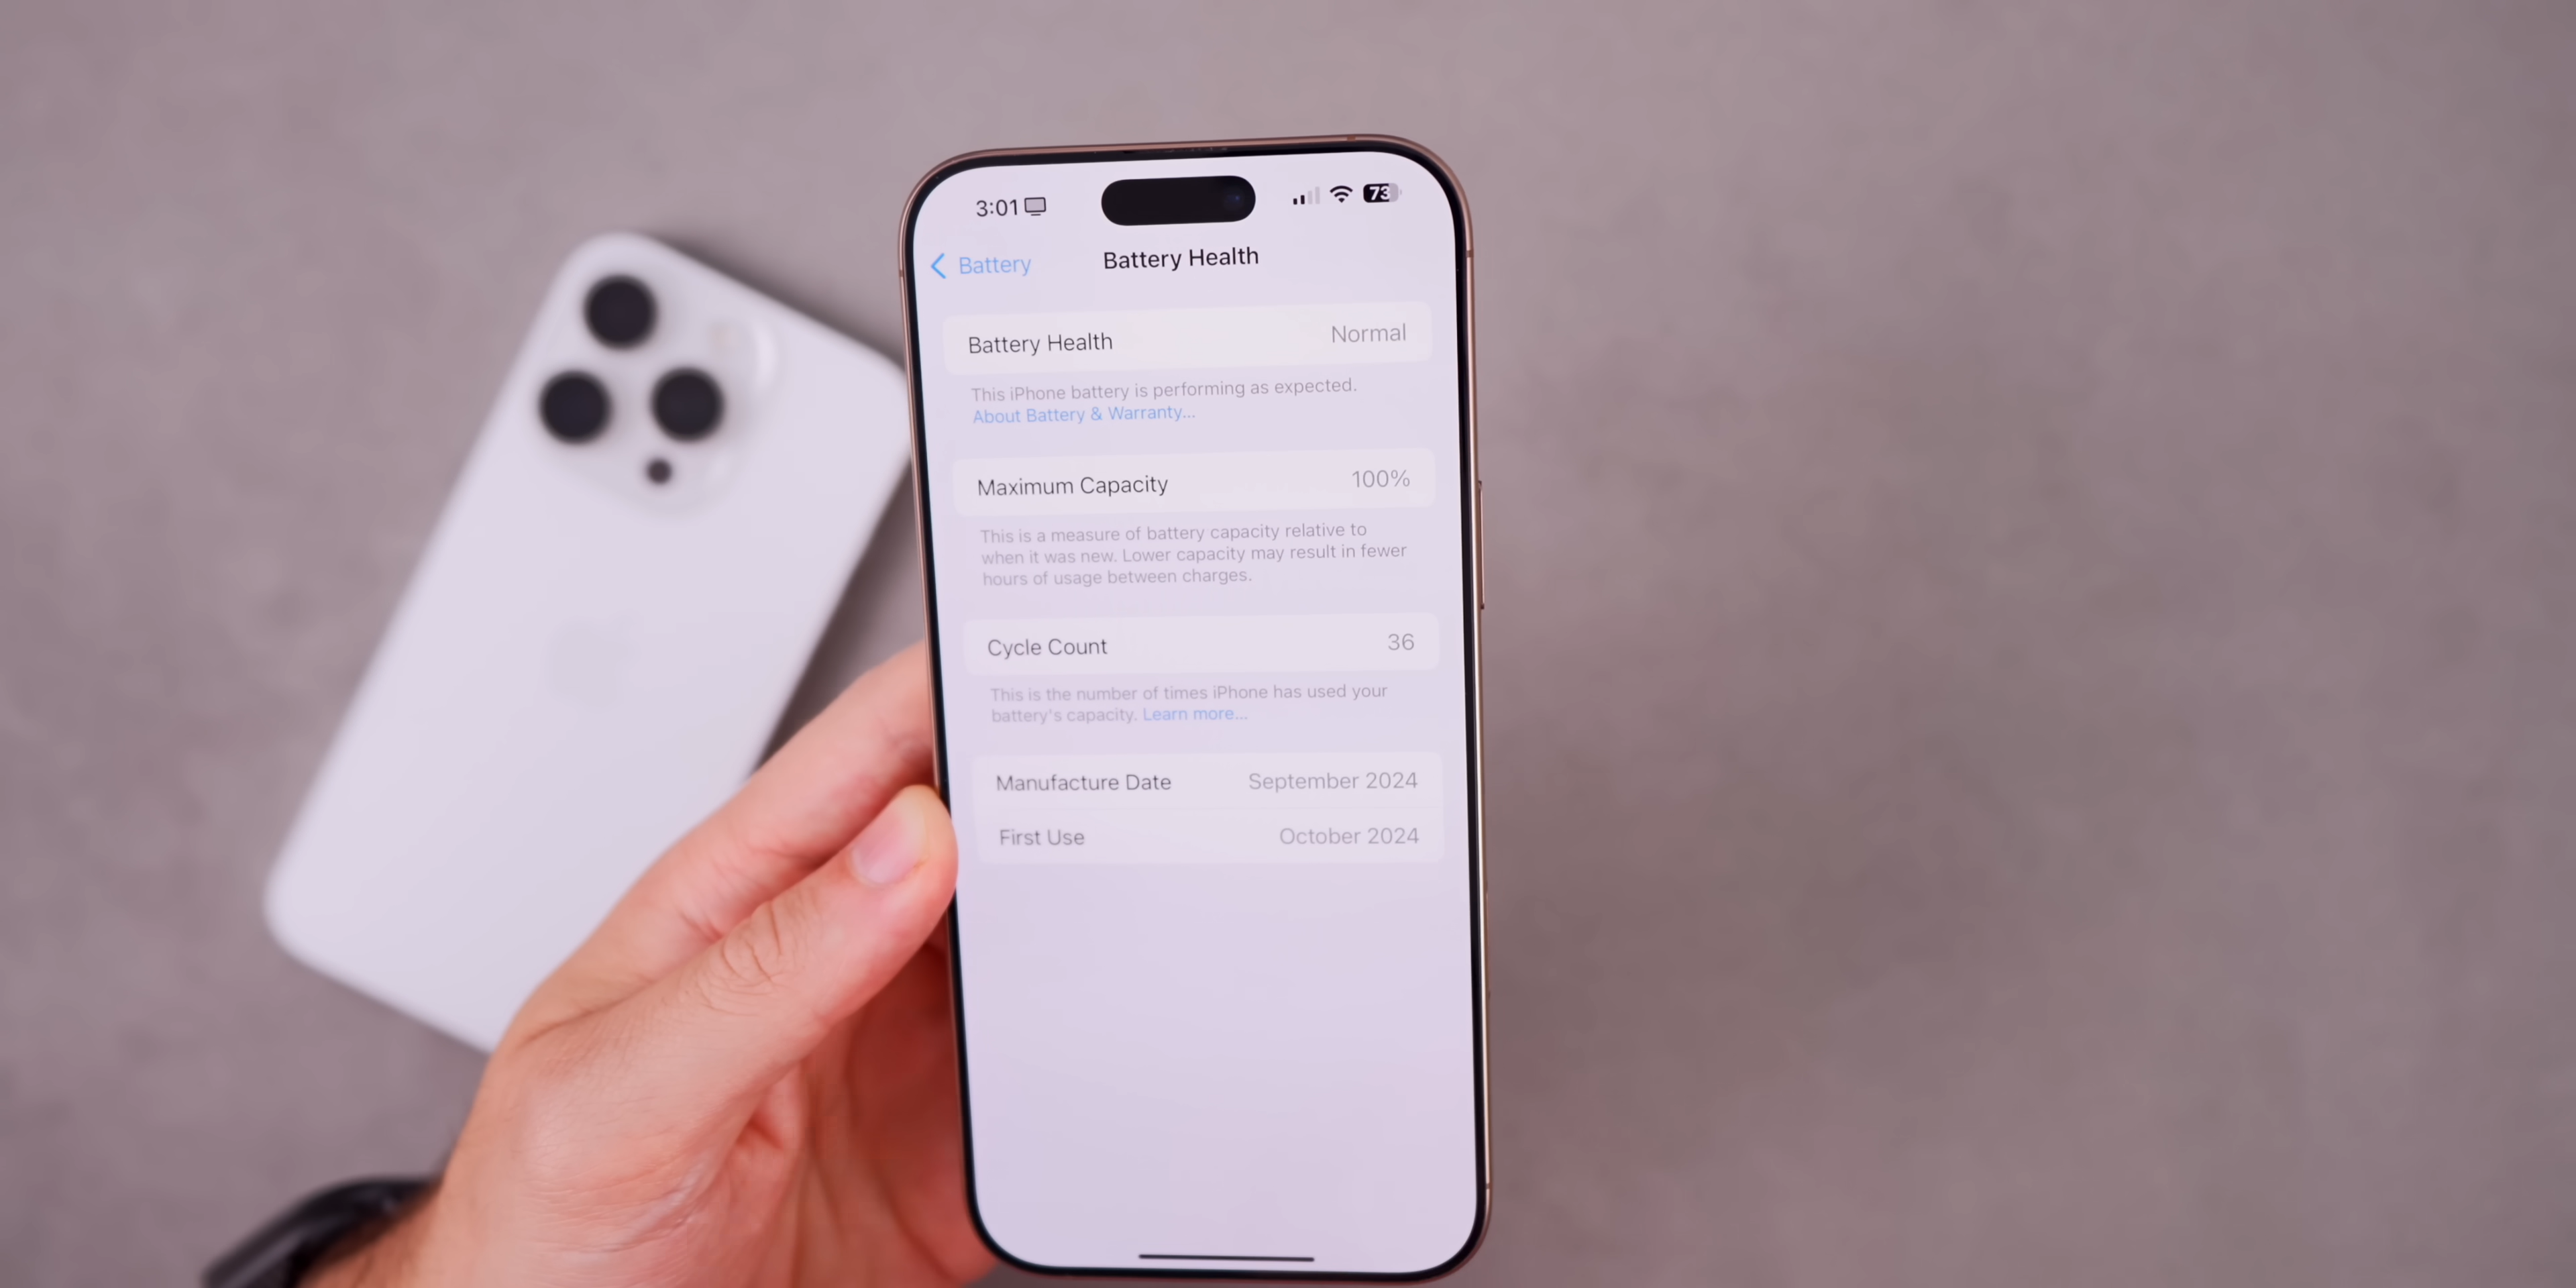 3:01
73
Battery
Battery Health
Battery Health
Normal
This iPhone battery is performing as expected.
About Battery & Warranty...
Maximum Capacity
100%
This is a measure of battery capacity relative to
when it was new. Lower capacity may result in fewer
hours of usage between charges.
Cycle Count
36
This is the number of times iPhone has used your
battery's capacity. Learn more...
Manufacture Date
September 2024
First Use
October 2024